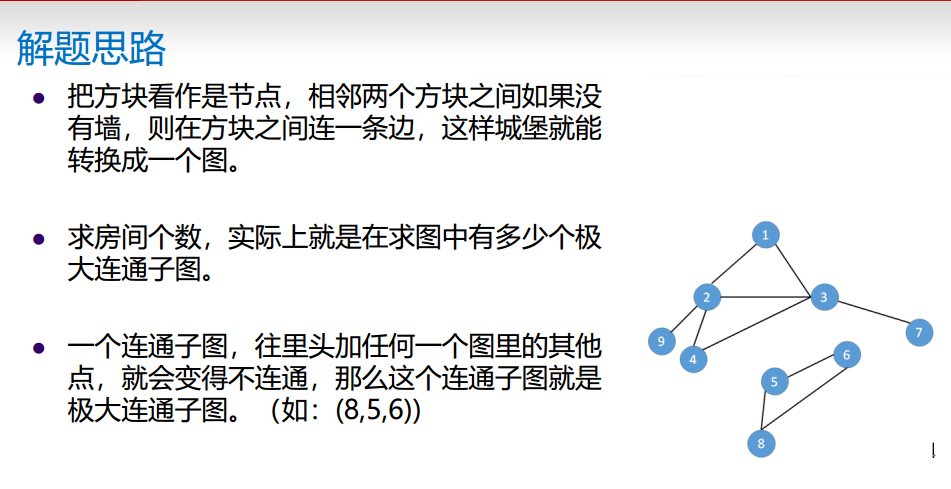 解题思路
● 把方块看作是节点，相邻两个方块之间如果没
有墙，则在方块之间连一条边，这样城堡就能
转换成一个图。
● 求房间个数，实际上就是在求图中有多少个极
大连通子图。
● 一个连通子图，往里头加任何一个图里的其他
点，就会变得不连通，那么这个连通子图就是
极大连通子图。（如：(8,5,6))
1
2
3
7
9
4
6
5
8